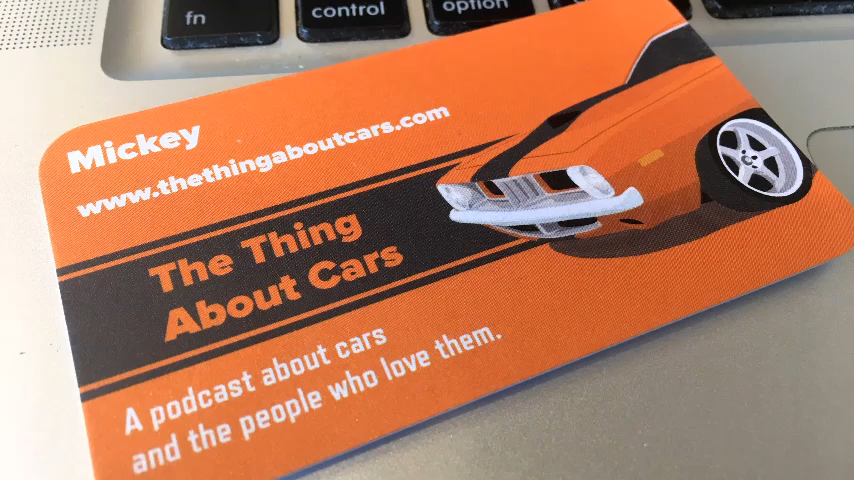 fn
control
option
Mickey
www.thethingaboutcars.com
The Thing
About Cars
A podcast about cars
and the people who love them.